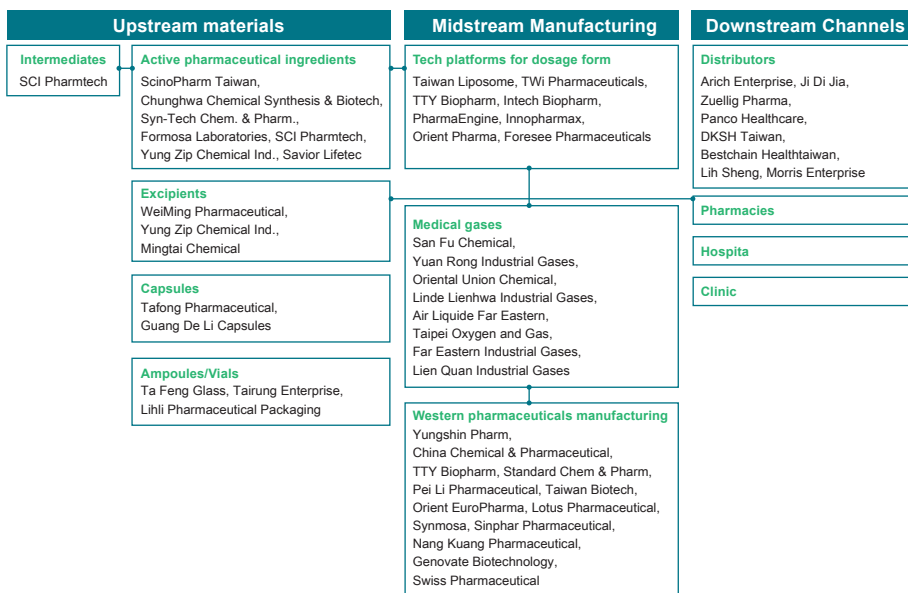 Upstream materials
Intermediates
SCI Pharmtech
Active pharmaceutical ingredients
ScinoPharm Taiwan,
Chunghwa Chemical Synthesis & Biotech,
Syn-Tech Chem. & Pharm.,
Formosa Laboratories, SCI Pharmtech,
Yung Zip Chemical Ind., Savior Lifetec
Excipients
WeiMing Pharmaceutical,
Yung Zip Chemical Ind.,
Mingtai Chemical
Capsules
Tafong Pharmaceutical,
Guang De Li Capsules
Ampoules/Vials
Ta Feng Glass, Tairung Enterprise,
Lihli Pharmaceutical Packaging
Midstream Manufacturing
Tech platforms for dosage form
Taiwan Liposome, TWi Pharmaceuticals,
TTY Biopharm, Intech Biopharm,
PharmaEngine, Innopharmax,
Orient Pharma, Foresee Pharmaceuticals
Medical gases
San Fu Chemical,
Yuan Rong Industrial Gases,
Oriental Union Chemical,
Linde Lienhwa Industrial Gases,
Air Liquide Far Eastern,
Taipei Oxygen and Gas,
Far Eastern Industrial Gases,
Lien Quan Industrial Gases
Western pharmaceuticals manufacturing
Yungshin Pharm,
China Chemical & Pharmaceutical,
TTY Biopharm, Standard Chem & Pharm,
Pei Li Pharmaceutical, Taiwan Biotech,
Orient EuroPharma, Lotus Pharmaceutical,
Synmosa, Sinphar Pharmaceutical,
Nang Kuang Pharmaceutical,
Genovate Biotechnology,
Swiss Pharmaceutical
Downstream Channels
Distributors
Arich Enterprise, Ji Di Jia,
Zuellig Pharma,
Panco Healthcare,
DKSH Taiwan,
Bestchain Healthtaiwan,
Lih Sheng, Morris Enterprise
Pharmacies
Hospita
Clinic